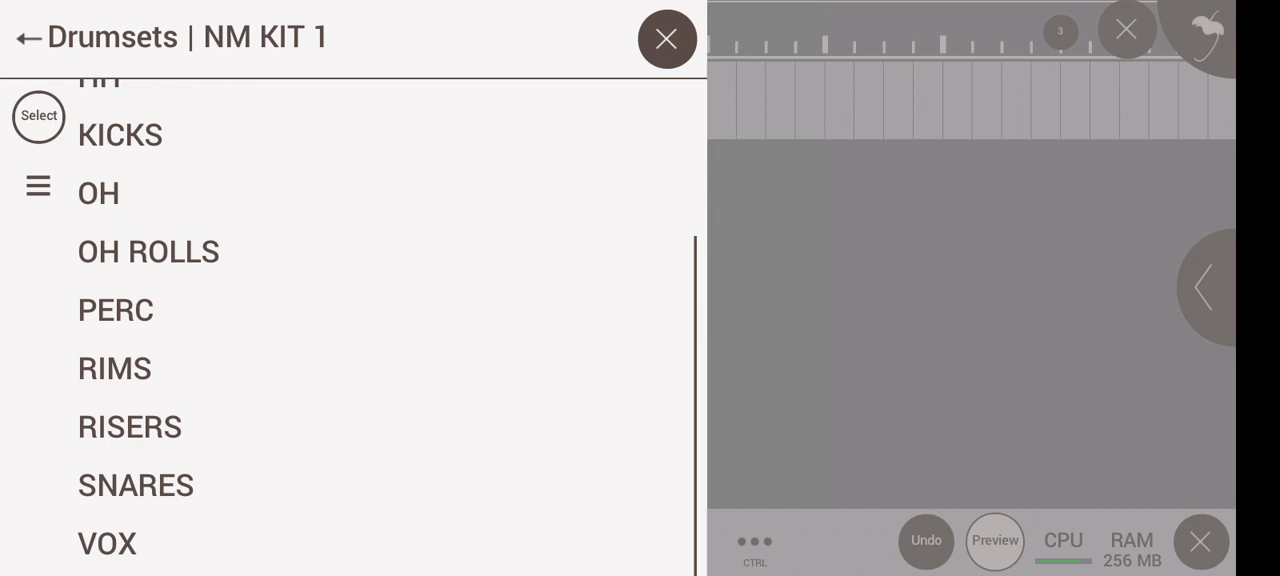 Drumsets | NM KIT 1
3
Select
HH
KICKS
OH
OH ROLLS
PERC
RIMS
RISERS
SNARES
VOX
CTRL
Undo
Preview
CPU
RAM
256 MB